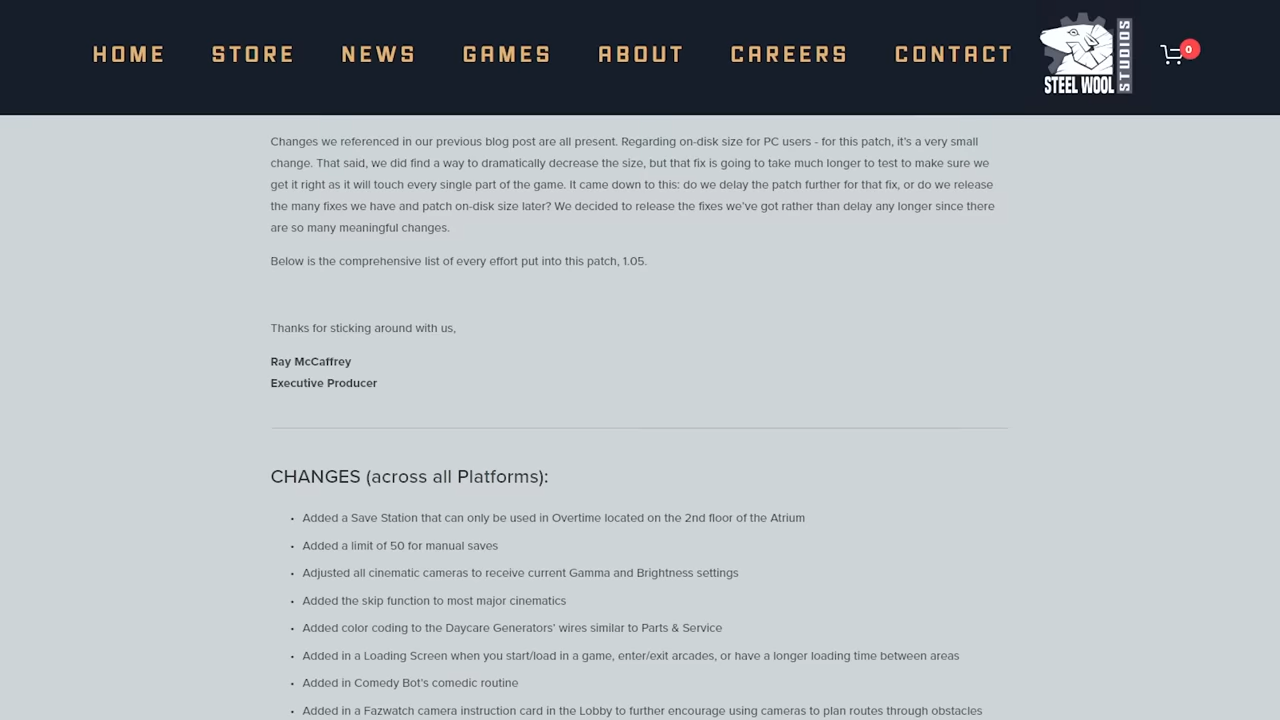 HOME STORE NEWS GAMES ABOUT CAREERS CONTACT
STEEL WOOL
STUDIOS
0
Changes we referenced in our previous blog post are all present. Regarding on-disk size for PC users - for this patch, it's a very small
change. That said, we did find a way to dramatically decrease the size, but that fix is going to take much longer to test to make sure we
get it right as it will touch every single part of the game. It came down to this: do we delay the patch further for that fix, or do we release
the many fixes we have and patch on-disk size later? We decided to release the fixes we've got rather than delay any longer since there
are so many meaningful changes.
Below is the comprehensive list of every effort put into this patch, 1.05.
Thanks for sticking around with us,
Ray McCaffrey
Executive Producer
CHANGES (across all Platforms):
• Added a Save Station that can only be used in Overtime located on the 2nd floor of the Atrium
• Added a limit of 50 for manual saves
• Adjusted all cinematic cameras to receive current Gamma and Brightness settings
• Added the skip function to most major cinematics
• Added color coding to the Daycare Generators' wires similar to Parts & Service
• Added in a Loading Screen when you start/load in a game, enter/exit arcades, or have a longer loading time between areas
• Added in Comedy Bot's comedic routine
• Added in a Fazwatch camera instruction card in the Lobby to further encourage using cameras to plan routes through obstacles